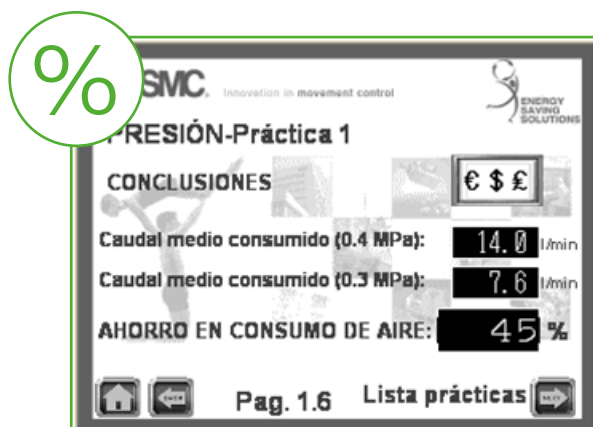 %
SMC
Innovation in movement control
ENERGY
SAVING
SOLUTIONS
PRESIÓN-Práctica 1
CONCLUSIONES
€ $ £
Caudal medio consumido (0.4 MPa): 14.0 l/min
Caudal medio consumido (0.3 MPa): 7.6 l/min
AHORRO EN CONSUMO DE AIRE: 45 %
Pag. 1.6 Lista prácticas